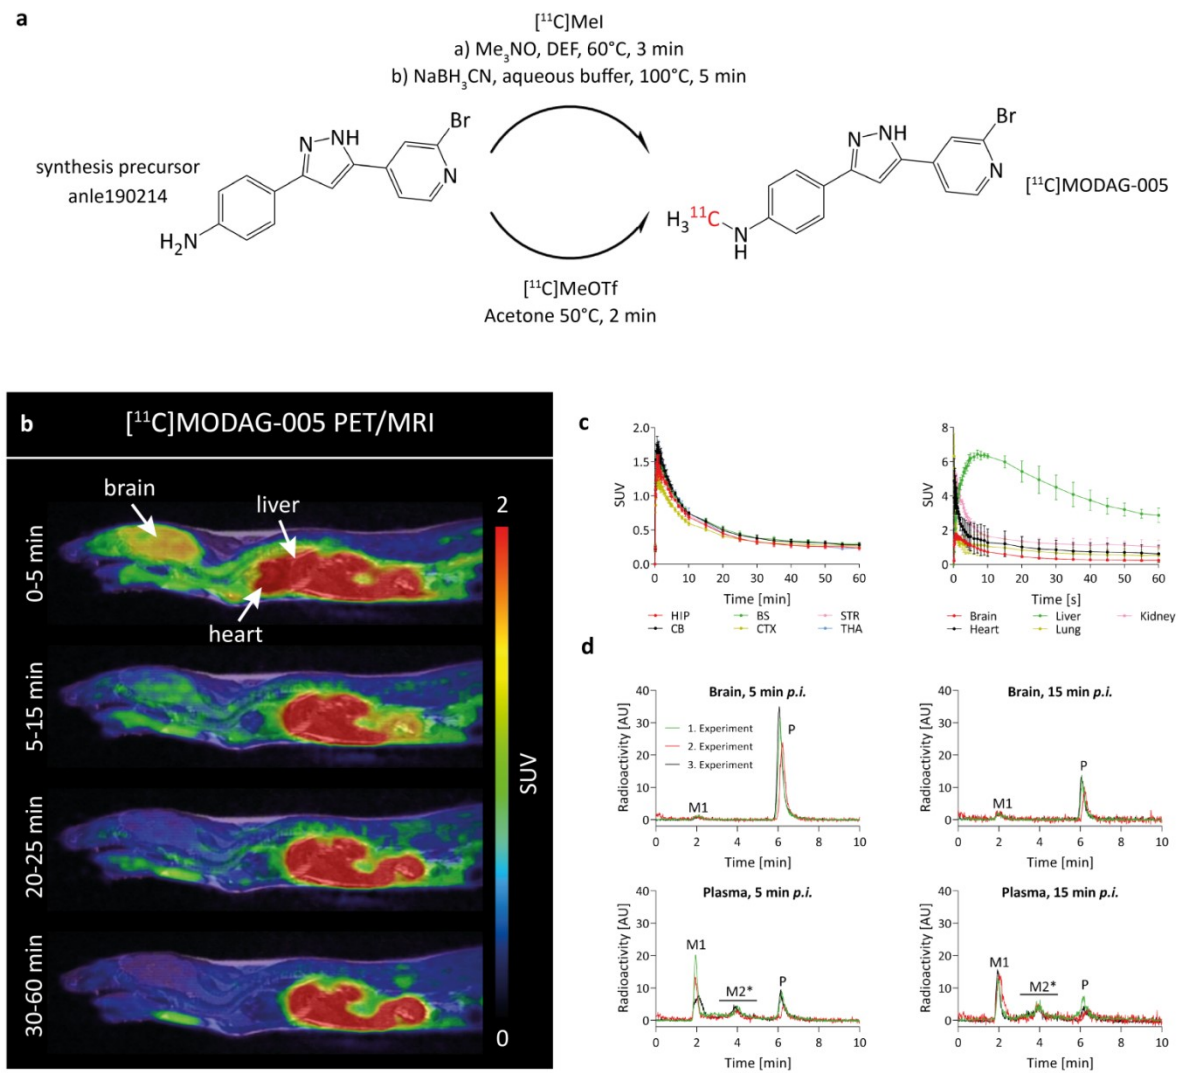 a
[¹¹C]MeI
a) Me₃NO, DEF, 60°C, 3 min
b) NaBH₃CN, aqueous buffer, 100°C, 5 min
synthesis precursor
anle190214
N NH Br N H₂N
N NH Br N H₃¹¹C N H
[¹¹C]MODAG-005
[¹¹C]MeOTf
Acetone 50°C, 2 min
b
[¹¹C]MODAG-005 PET/MRI
brain
liver
heart
0-5 min
5-15 min
20-25 min
30-60 min
2
SUV
0
c
2.0
1.5
1.0
0.5
0.0
SUV
0 10 20 30 40 50 60
Time [min]
HIP BS STR
CB CTX THA
8
6
4
2
0
SUV
0 10 20 30 40 50 60
Time [s]
Brain Liver Kidney
Heart Lung
d
Brain, 5 min p.i.
40
30
20
10
0
Radioactivity [AU]
1. Experiment
2. Experiment
3. Experiment
P
M1
0 2 4 6 8 10
Time [min]
Brain, 15 min p.i.
40
30
20
10
0
Radioactivity [AU]
P
M1
0 2 4 6 8 10
Time [min]
Plasma, 5 min p.i.
40
30
20
10
0
Radioactivity [AU]
M1
M2*
P
0 2 4 6 8 10
Time [min]
Plasma, 15 min p.i.
40
30
20
10
0
Radioactivity [AU]
M1
M2*
P
0 2 4 6 8 10
Time [min]